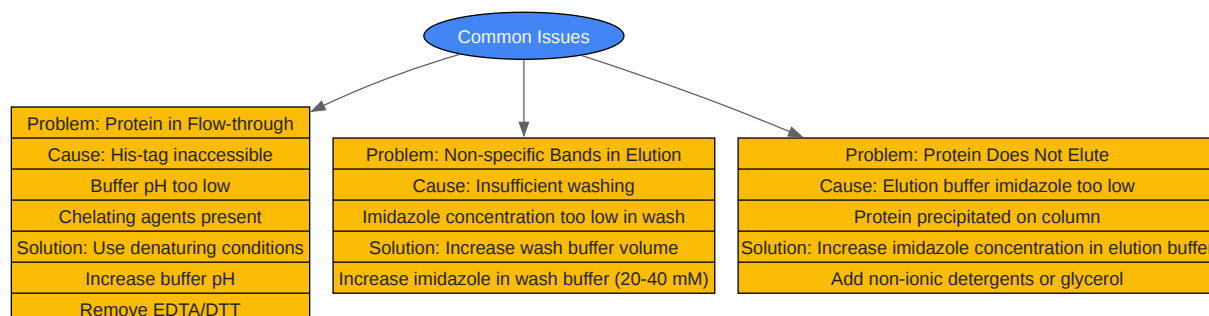 Common Issues
Problem: Protein in Flow-through
Cause: His-tag inaccessible
Buffer pH too low
Chelating agents present
Solution: Use denaturing conditions
Increase buffer pH
Remove EDTA/DTT
Problem: Non-specific Bands in Elution
Cause: Insufficient washing
Imidazole concentration too low in wash
Solution: Increase wash buffer volume
Increase imidazole in wash buffer (20-40 mM)
Problem: Protein Does Not Elute
Cause: Elution buffer imidazole too low
Protein precipitated on column
Solution: Increase imidazole concentration in elution buffer
Add non-ionic detergents or glycerol